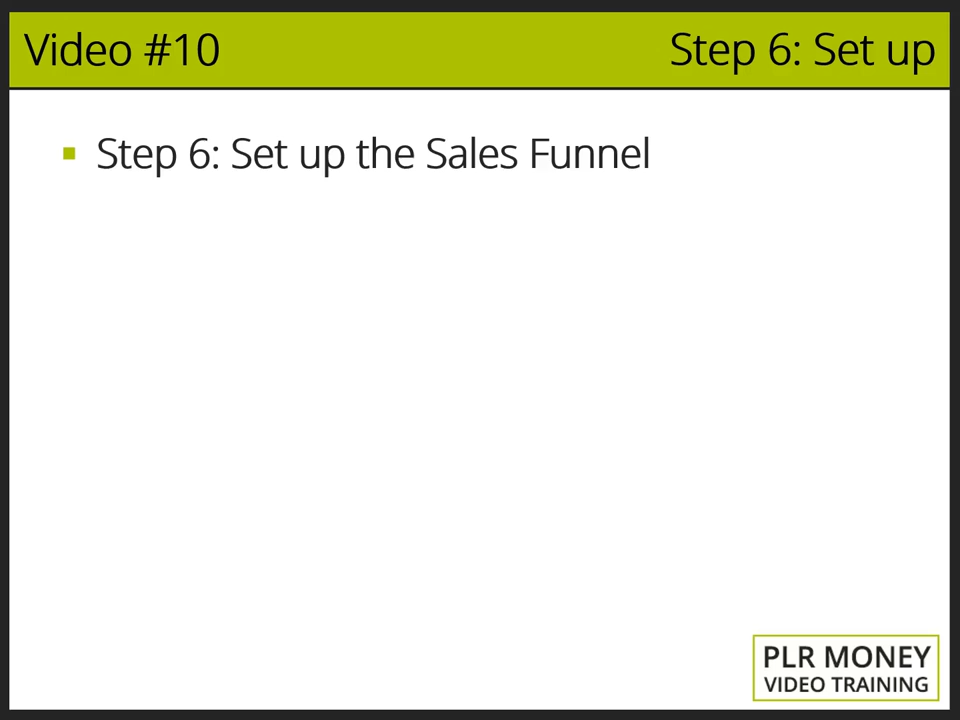 Video #10
Step 6: Set up
Step 6: Set up the Sales Funnel
PLR MONEY
VIDEO TRAINING